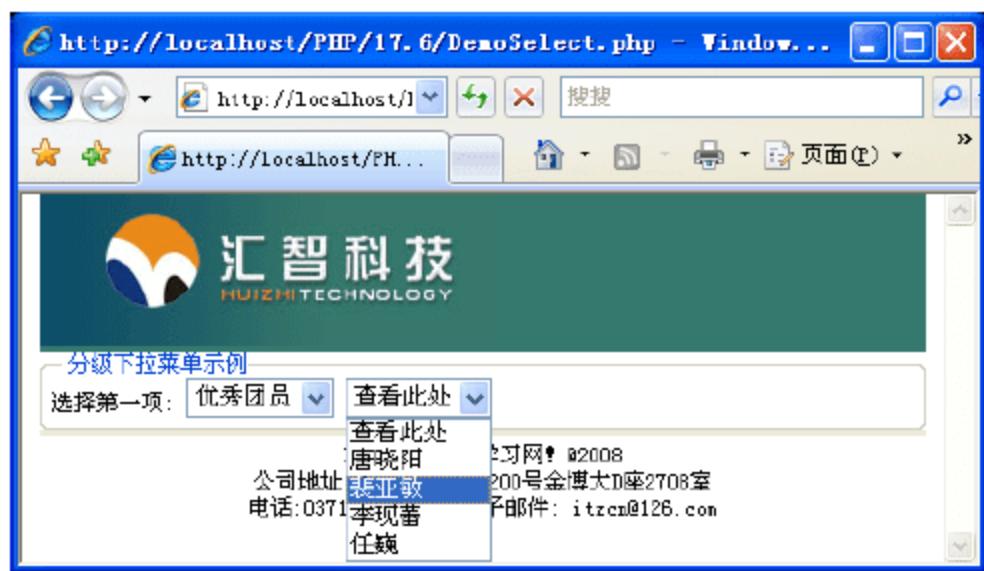 http://localhost/PHP/17.6/DemoSelect.php - Window...
http://localhost/l
搜搜
http://localhost/PH...
页面(P)
»
汇智科技
HUIZHI TECHNOLOGY
分级下拉菜单示例
选择第一项: 优秀团员 查看此处
查看此处
唐晓阳
裴亚敏
李现蕃
任巍
学习网! @2008
公司地址 200号金博大D座2708室
电话:0371 子邮件: itzcn@126.com